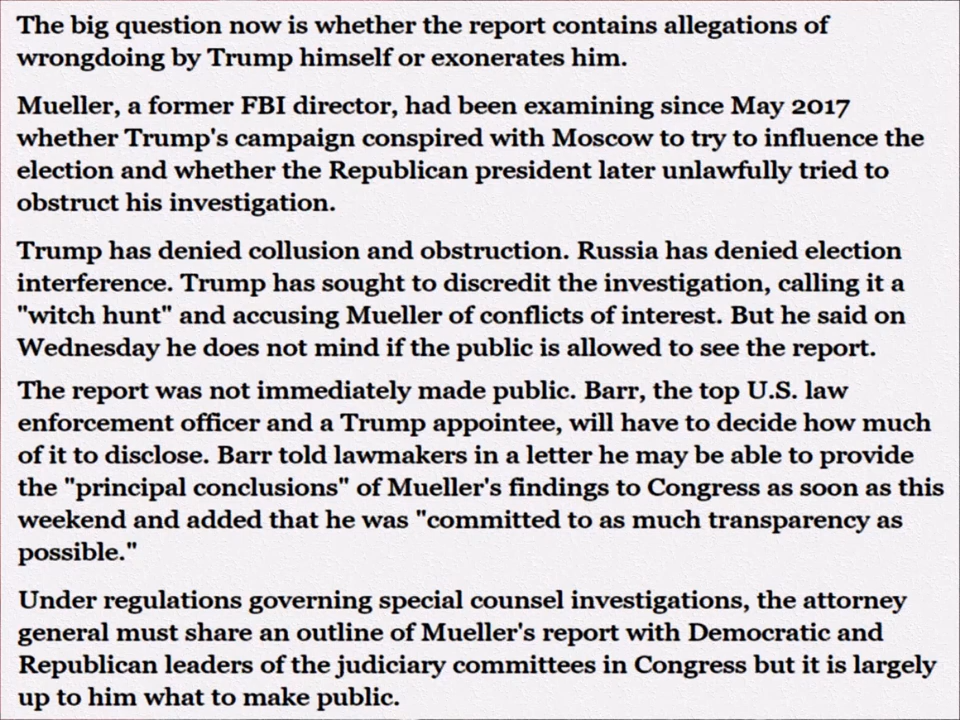 The big question now is whether the report contains allegations of
wrongdoing by Trump himself or exonerates him.
Mueller, a former FBI director, had been examining since May 2017
whether Trump's campaign conspired with Moscow to try to influence the
election and whether the Republican president later unlawfully tried to
obstruct his investigation.
Trump has denied collusion and obstruction. Russia has denied election
interference. Trump has sought to discredit the investigation, calling it a
"witch hunt" and accusing Mueller of conflicts of interest. But he said on
Wednesday he does not mind if the public is allowed to see the report.
The report was not immediately made public. Barr, the top U.S. law
enforcement officer and a Trump appointee, will have to decide how much
of it to disclose. Barr told lawmakers in a letter he may be able to provide
the "principal conclusions" of Mueller's findings to Congress as soon as this
weekend and added that he was "committed to as much transparency as
possible."
Under regulations governing special counsel investigations, the attorney
general must share an outline of Mueller's report with Democratic and
Republican leaders of the judiciary committees in Congress but it is largely
up to him what to make public.